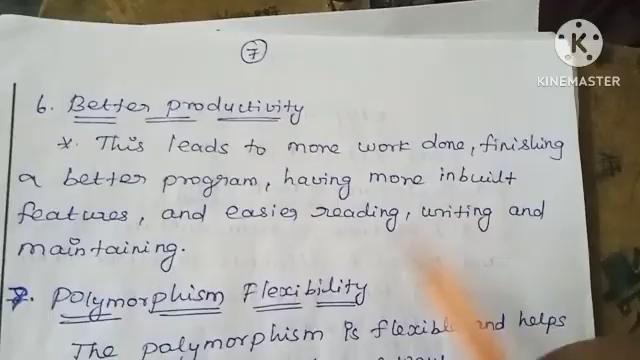 7
K
KINEMASTER
6. Better productivity
*. This leads to more work done, finishing
a better program, having more inbuilt
features, and easier reading, writing and
maintaining.
7. Polymorphism Flexibility
The polymorphism is flexible and helps